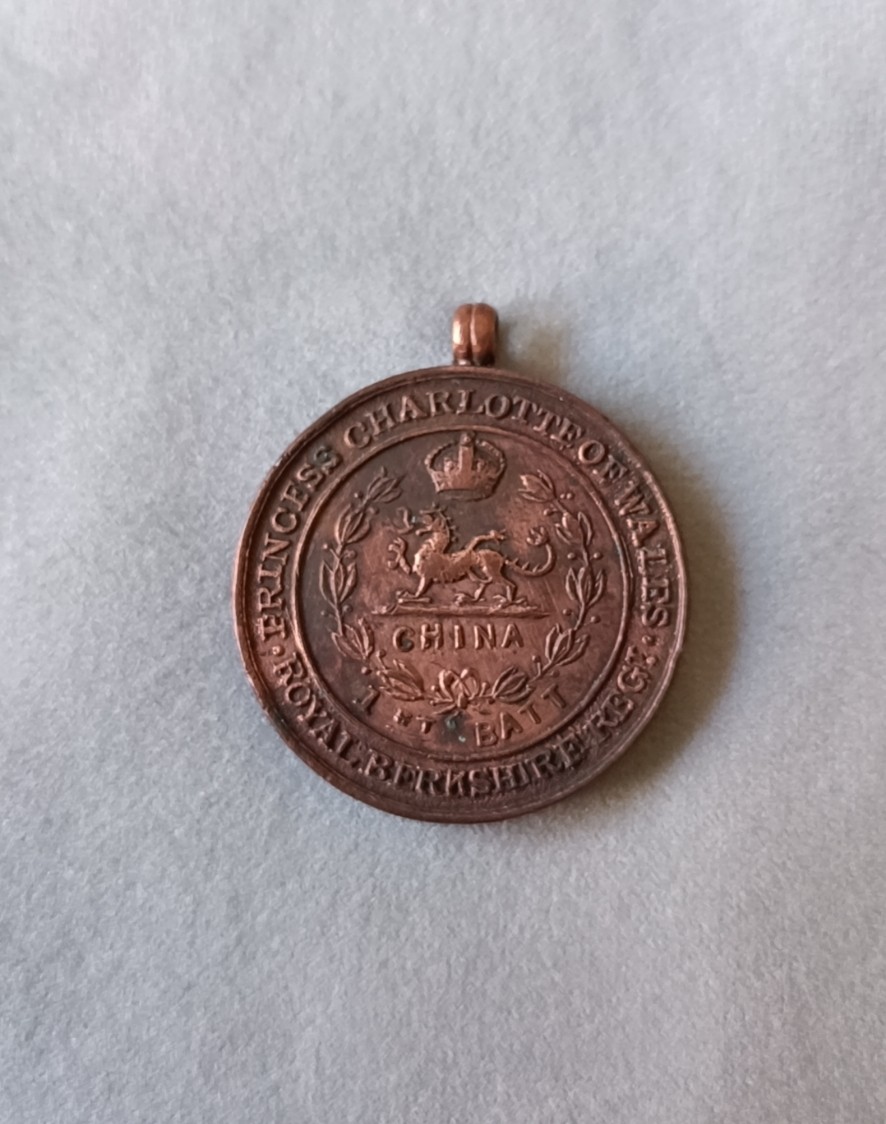 PRINCESS CHARLOTTE OF WALES
CHINA
1ST BATT
ROYAL BERKSHIRE REGT